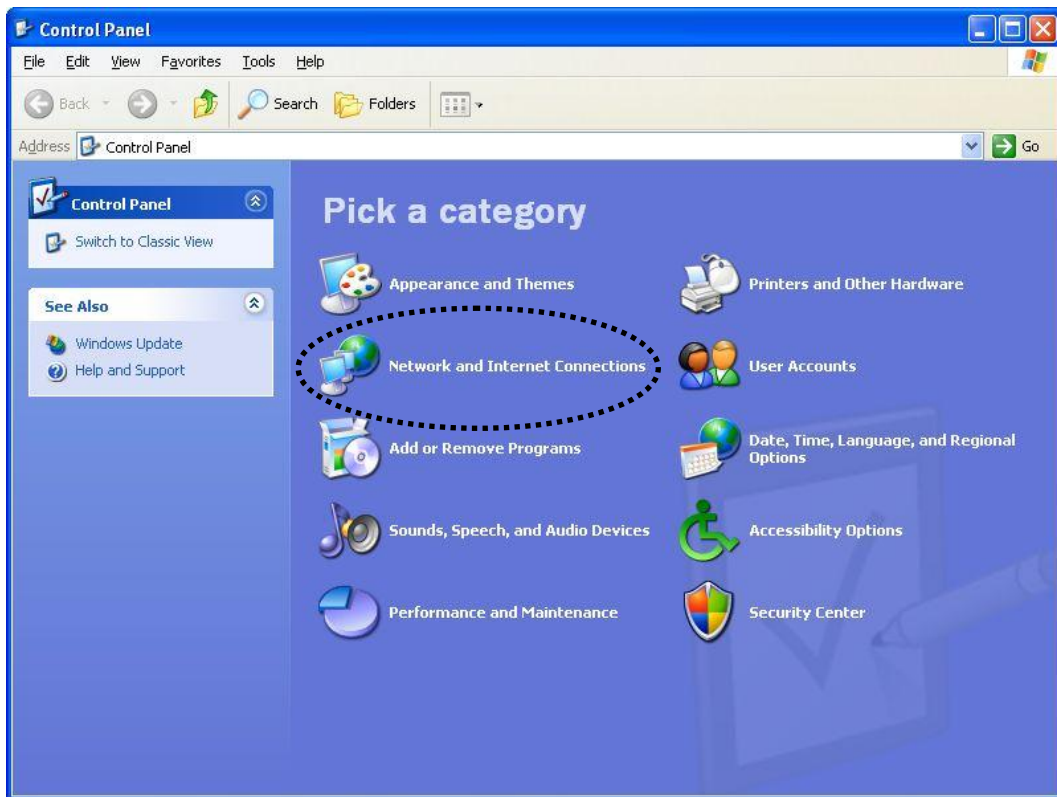 Control Panel
File Edit View Favorites Tools Help
Back Search Folders
Address Control Panel Go
Control Panel
Switch to Classic View
See Also
Windows Update
Help and Support
Pick a category
Appearance and Themes
Printers and Other Hardware
Network and Internet Connections
User Accounts
Add or Remove Programs
Date, Time, Language, and Regional
Options
Sounds, Speech, and Audio Devices
Accessibility Options
Performance and Maintenance
Security Center